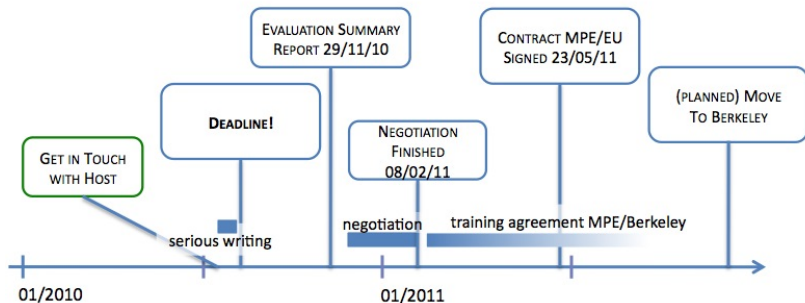 EVALUATION SUMMARY
REPORT 29/11/10
CONTRACT MPE/EU
SIGNED 23/05/11
(PLANNED) MOVE
TO BERKELEY
DEADLINE!
NEGOTIATION
FINISHED
08/02/11
GET IN TOUCH
WITH HOST
serious writing
negotiation
training agreement MPE/Berkeley
01/2010
01/2011